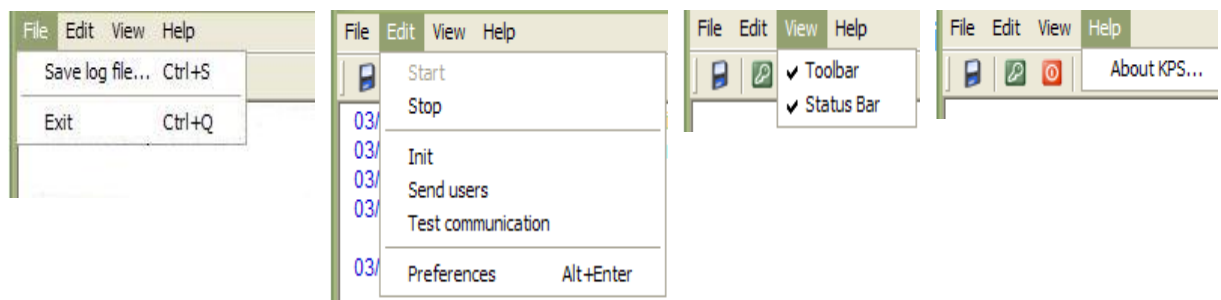 File Edit View Help
Save log file... Ctrl+S
Exit Ctrl+Q
File Edit View Help
Start
Stop
03/
03/
03/
03/
03/
Init
Send users
Test communication
Preferences Alt+Enter
File Edit View Help
Toolbar
Status Bar
File Edit View Help
About KPS...